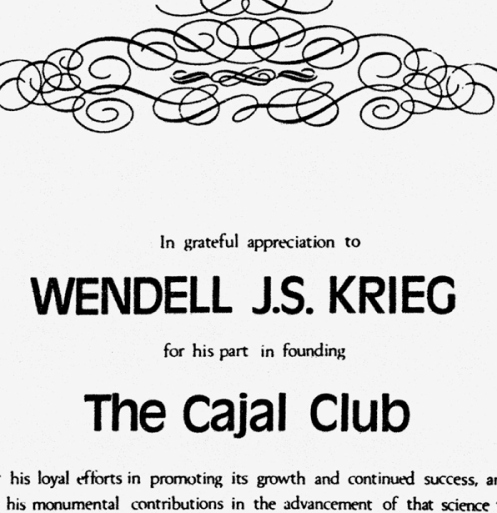 In grateful appreciation to
WENDELL J.S. KRIEG
for his part in founding
The Cajal Club
his loyal efforts in promoting its growth and continued success,
his monumental contributions in the advancement of that science